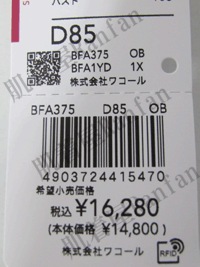 バスト
D85
BFA375 OB
BFA1YD 1X
株式会社ワコール
BFA375 D85 OB
4903724415470
希望小売価格
税込 ¥16,280
(本体価格 ¥14,800)
株式会社ワコール
RFID